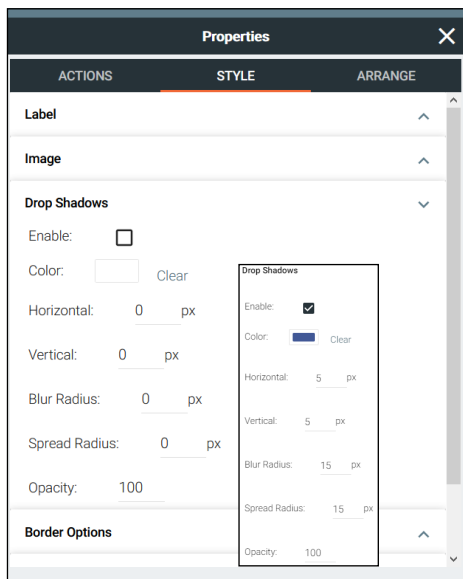 Properties
ACTIONS STYLE ARRANGE
Label
Image
Drop Shadows
Enable:
Color: Clear
Horizontal: 0 px
Vertical: 0 px
Blur Radius: 0 px
Spread Radius: 0 px
Opacity: 100
Border Options
Drop Shadows
Enable:
Color: Clear
Horizontal: 5 px
Vertical: 5 px
Blur Radius: 15 px
Spread Radius: 15 px
Opacity: 100